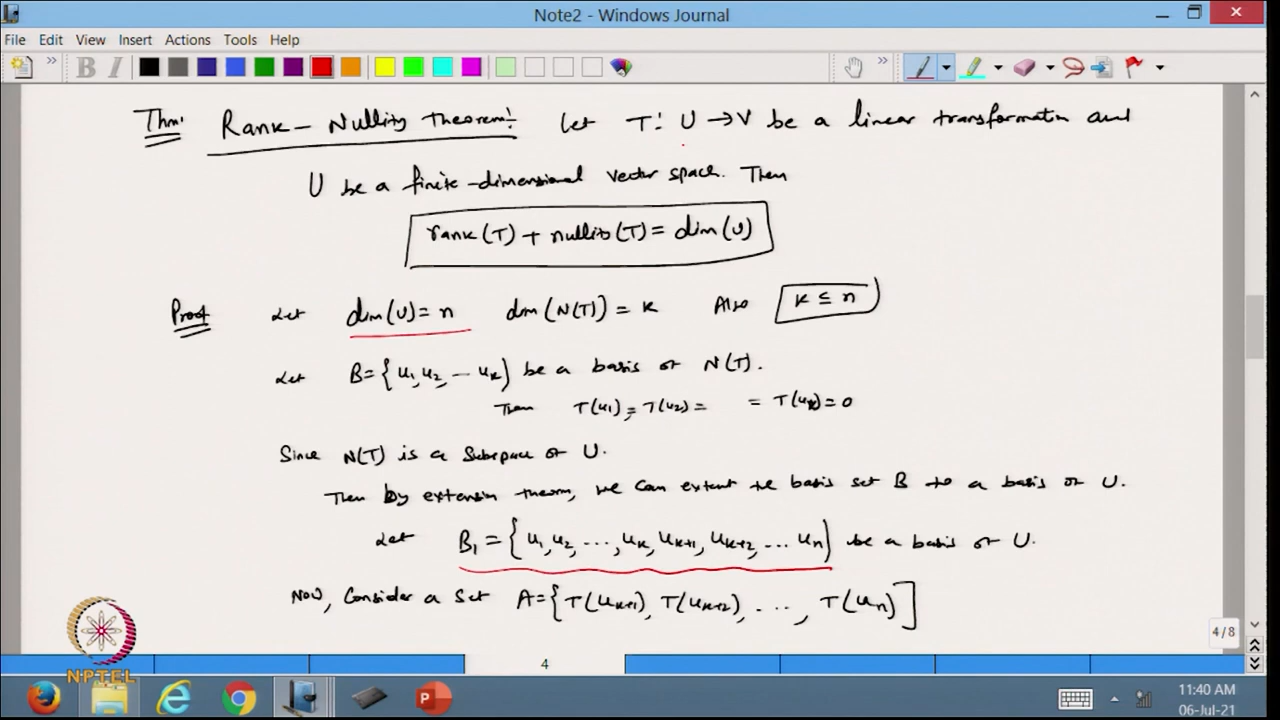 Note2 - Windows Journal
File Edit View Insert Actions Tools Help
Thm: Rank-Nullity Theorem: Let T: U → V be a linear transformation and
U be a finite-dimensional vector space. Then
rank(T) + nullity(T) = dim(U)
Proof Let dim(U) = n dim(N(T)) = k Also k ≤ n
Let B = {u1, u2, -- uk} be a basis of N(T).
Then T(u1) = T(u2) = = T(uk) = 0
Since N(T) is a subspace of U.
Then by extension theorem, we can extent the basis set B to a basis of U.
Let B1 = {u1, u2, ..., uk, uk+1, uk+2, ... un} be a basis of U.
Now, Consider a set A = {T(uk+1), T(uk+2), ..., T(un)}
4/8
4
NPTEL
11:40 AM
06-Jul-21